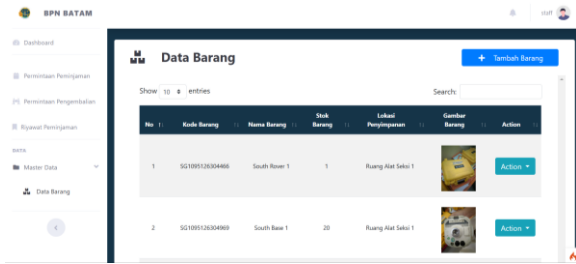 BPN BATAM
staff
Dashboard
Permintaan Peminjaman
Permintaan Pengembalian
Riyawat Peminjaman
DATA
Master Data
Data Barang
Data Barang
+ Tambah Barang
Show 10 entries
Search:
No Kode Barang Nama Barang Stok Barang Lokasi Penyimpanan Gambar Barang Action
1 SG1095126304466 South Rover 1 1 Ruang Alat Seksi 1 Action
2 SG1095126304969 South Base 1 20 Ruang Alat Seksi 1 Action